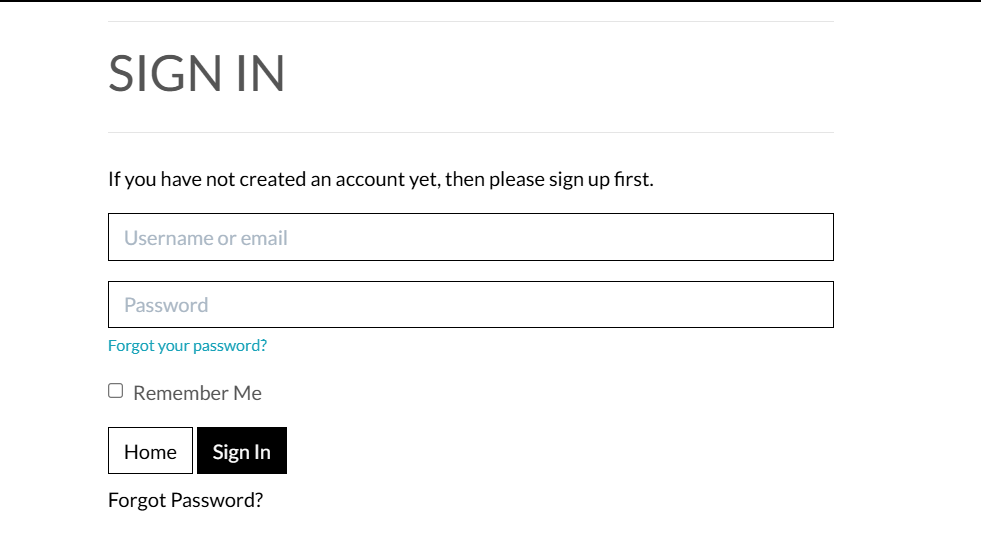 SIGN IN
If you have not created an account yet, then please sign up first.
Username or email
Password
Forgot your password?
Remember Me
Home Sign In
Forgot Password?